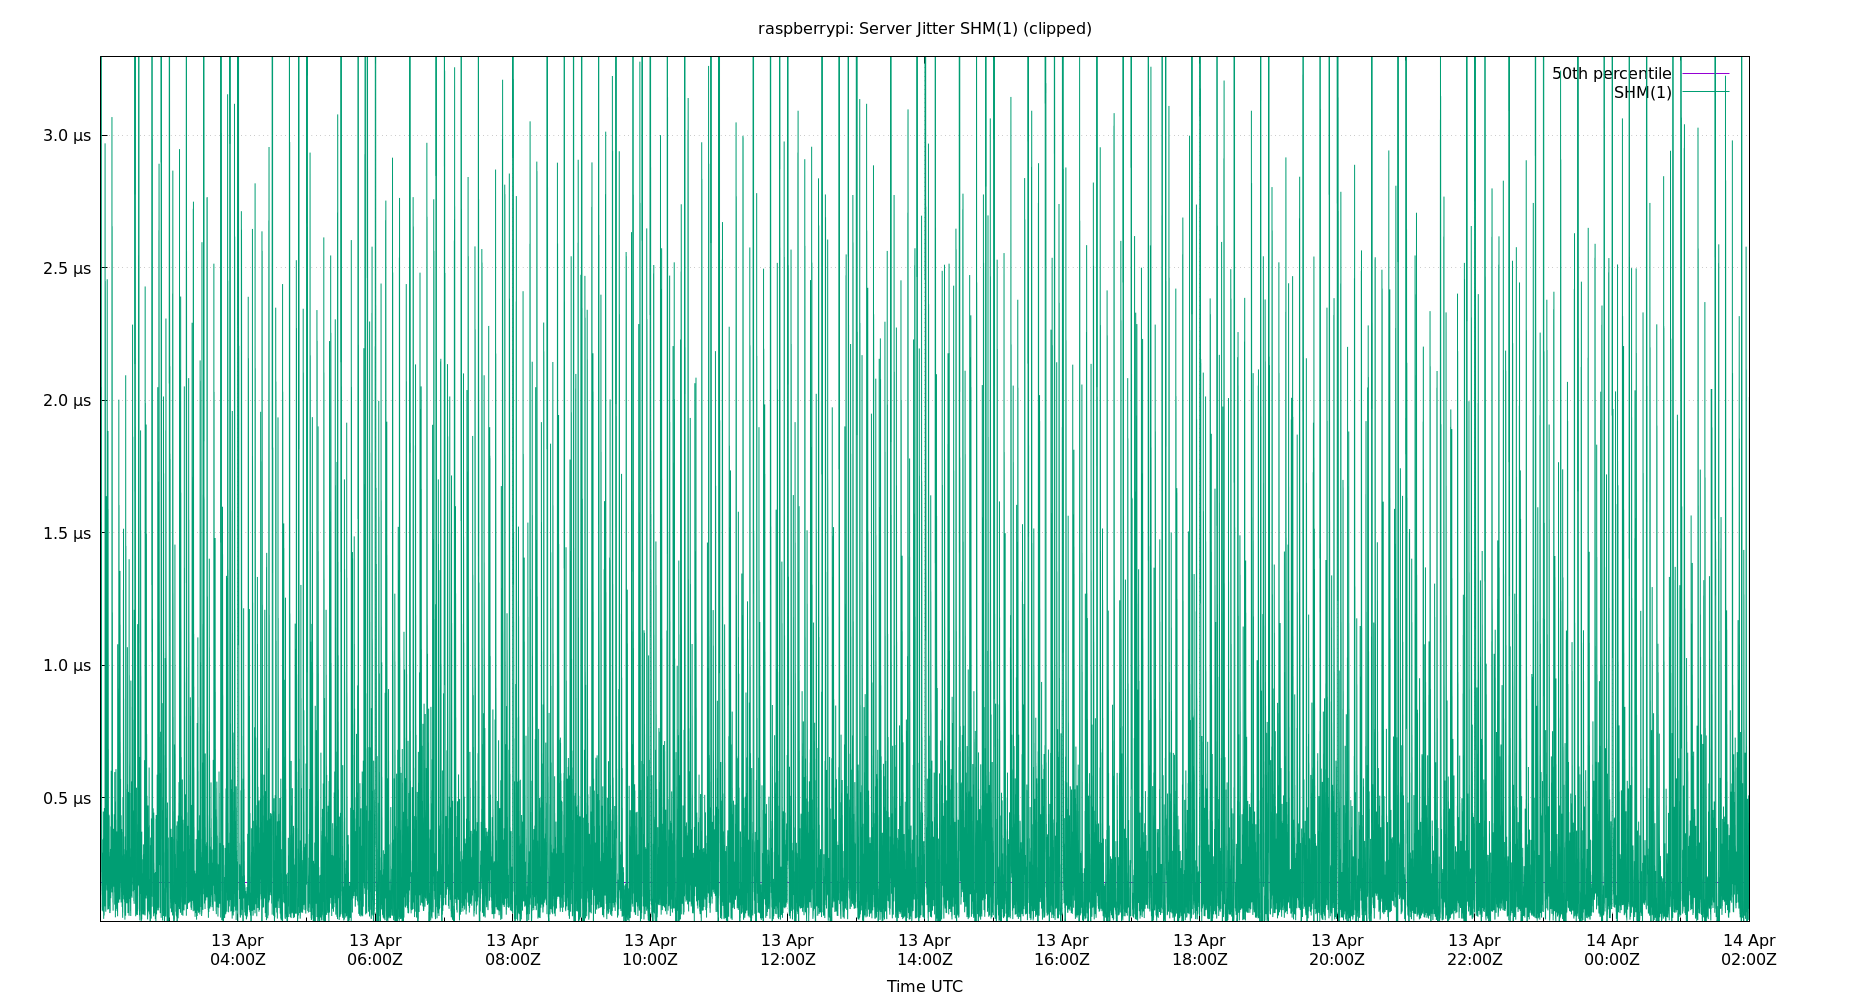 raspberrypi: Server Jitter SHM(1) (clipped)
50th percentile
SHM(1)
3.0 µs
2.5 µs
2.0 µs
1.5 µs
1.0 µs
0.5 µs
13 Apr 13 Apr 13 Apr 13 Apr 13 Apr 13 Apr 13 Apr 13 Apr 13 Apr 13 Apr 14 Apr 14 Apr
04:00Z 06:00Z 08:00Z 10:00Z 12:00Z 14:00Z 16:00Z 18:00Z 20:00Z 22:00Z 00:00Z 02:00Z
Time UTC